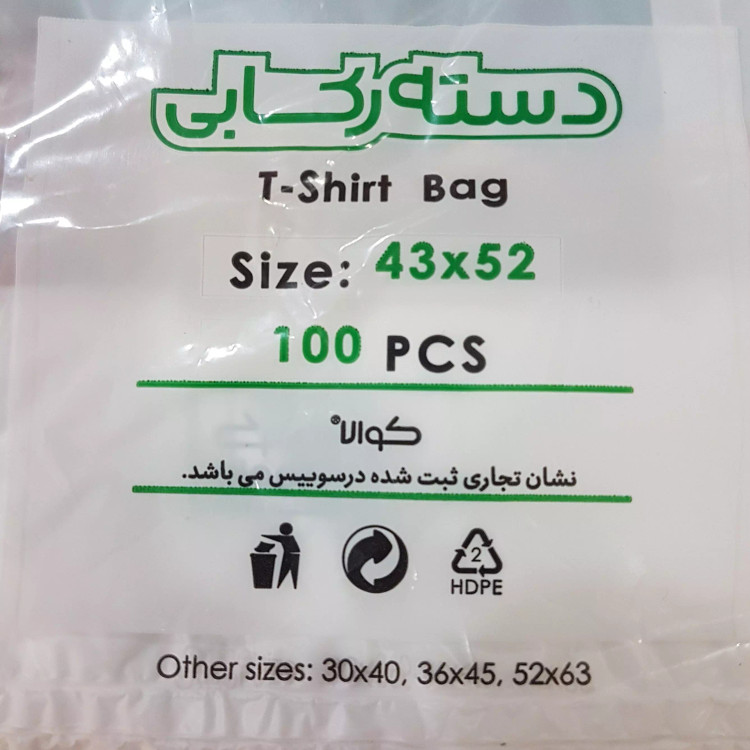 دسته رکابی
T-Shirt Bag
Size: 43x52
100 PCS
کوالا®
نشان تجاری ثبت شده درسوییس می باشد.
2
HDPE
Other sizes: 30x40, 36x45, 52x63